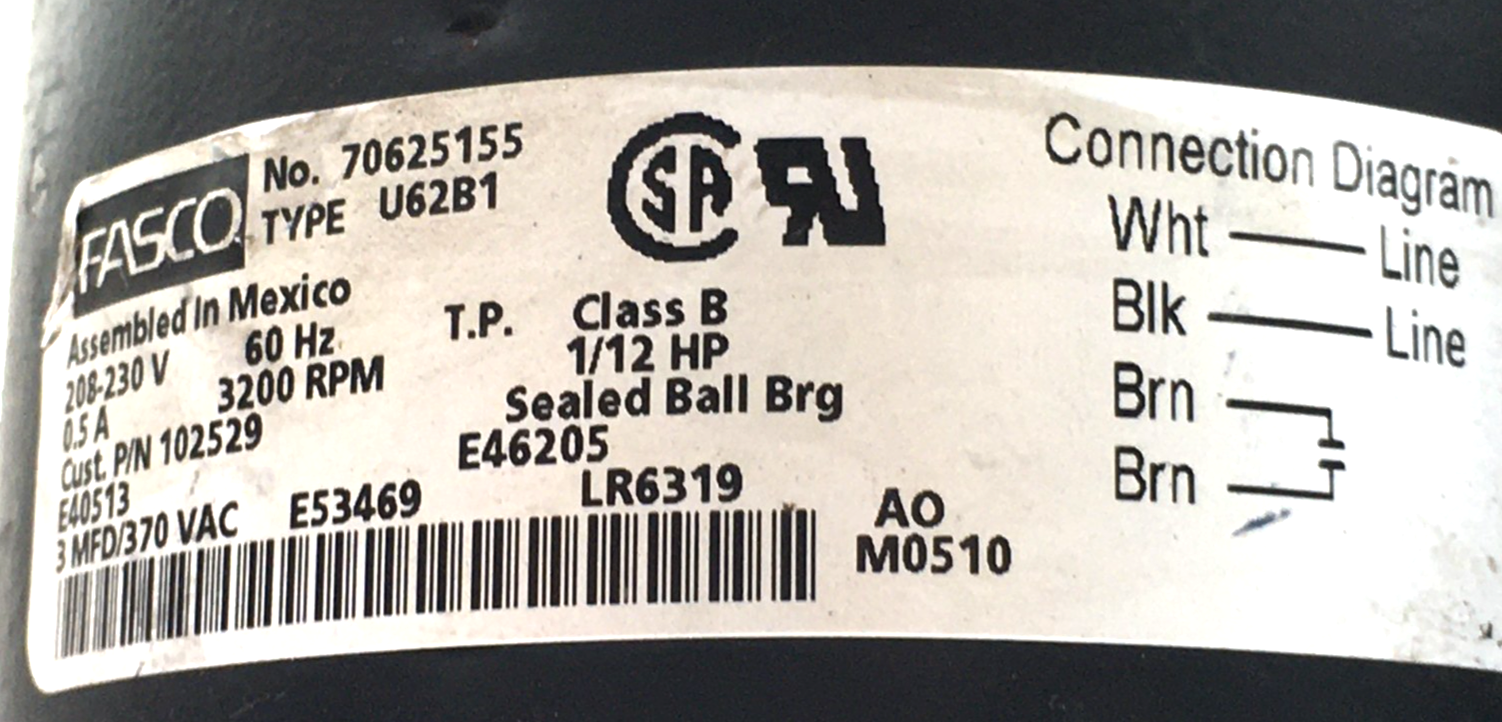 FASCO
No. 70625155
TYPE U62B1
Assembled In Mexico
208-230 V 60 Hz
0.5 A 3200 RPM
Cust. P/N 102529
E40513
3 MFD/370 VAC E53469
T.P. Class B
1/12 HP
Sealed Ball Brg
E46205
LR6319
AO
M0510
SA
Connection Diagram
Wht Line
Blk Line
Brn
Brn